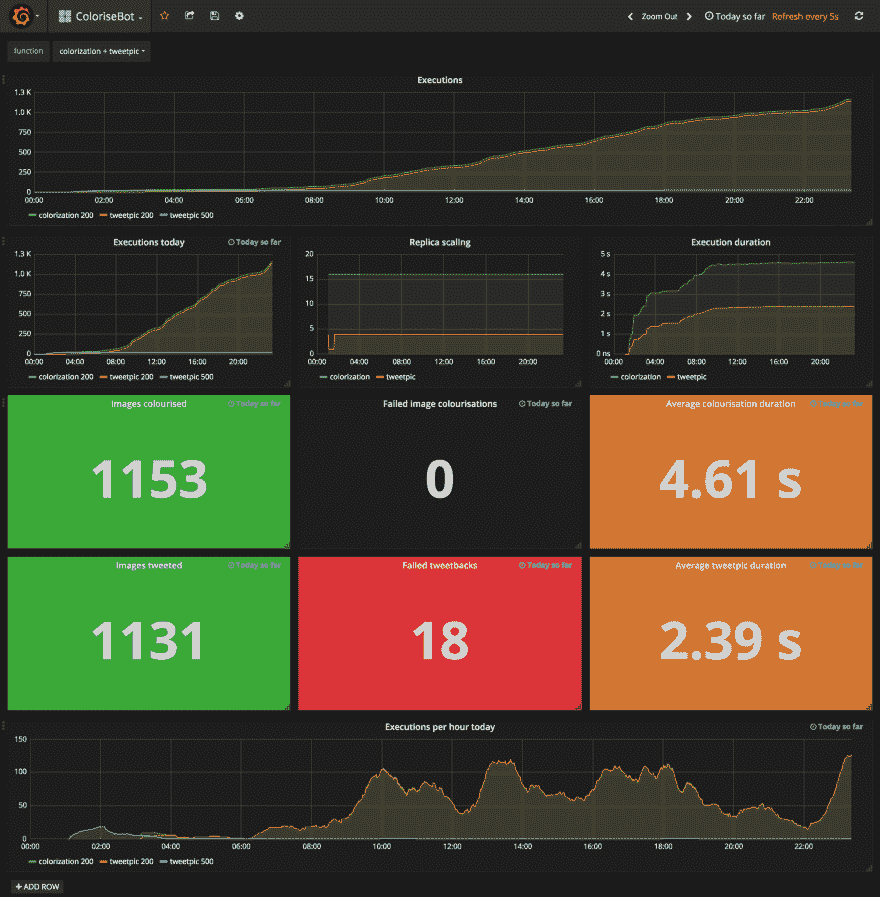 ColoriseBot
Zoom Out
Today so far
Refresh every 5s
function
colorization + tweetpic
Executions
1.3 K
1.0 K
750
500
250
0
00:00 02:00 04:00 06:00 08:00 10:00 12:00 14:00 16:00 18:00 20:00 22:00
colorization 200 tweetpic 200 tweetpic 500
Executions today
Today so far
1.3 K
1.0 K
750
500
250
0
00:00 04:00 08:00 12:00 16:00 20:00
colorization 200 tweetpic 200 tweetpic 500
Replica scaling
20
15
10
5
0
00:00 04:00 08:00 12:00 16:00 20:00
colorization tweetpic
Execution duration
5 s
4 s
3 s
2 s
1 s
0 ns
00:00 04:00 08:00 12:00 16:00 20:00
colorization tweetpic
Images colourised
Today so far
1153
Failed image colourisations
Today so far
0
Average colourisation duration
Today so far
4.61 s
Images tweeted
Today so far
1131
Failed tweetbacks
Today so far
18
Average tweetpic duration
Today so far
2.39 s
Executions per hour today
Today so far
150
100
50
0
00:00 02:00 04:00 06:00 08:00 10:00 12:00 14:00 16:00 18:00 20:00 22:00
colorization 200 tweetpic 200 tweetpic 500
+ ADD ROW